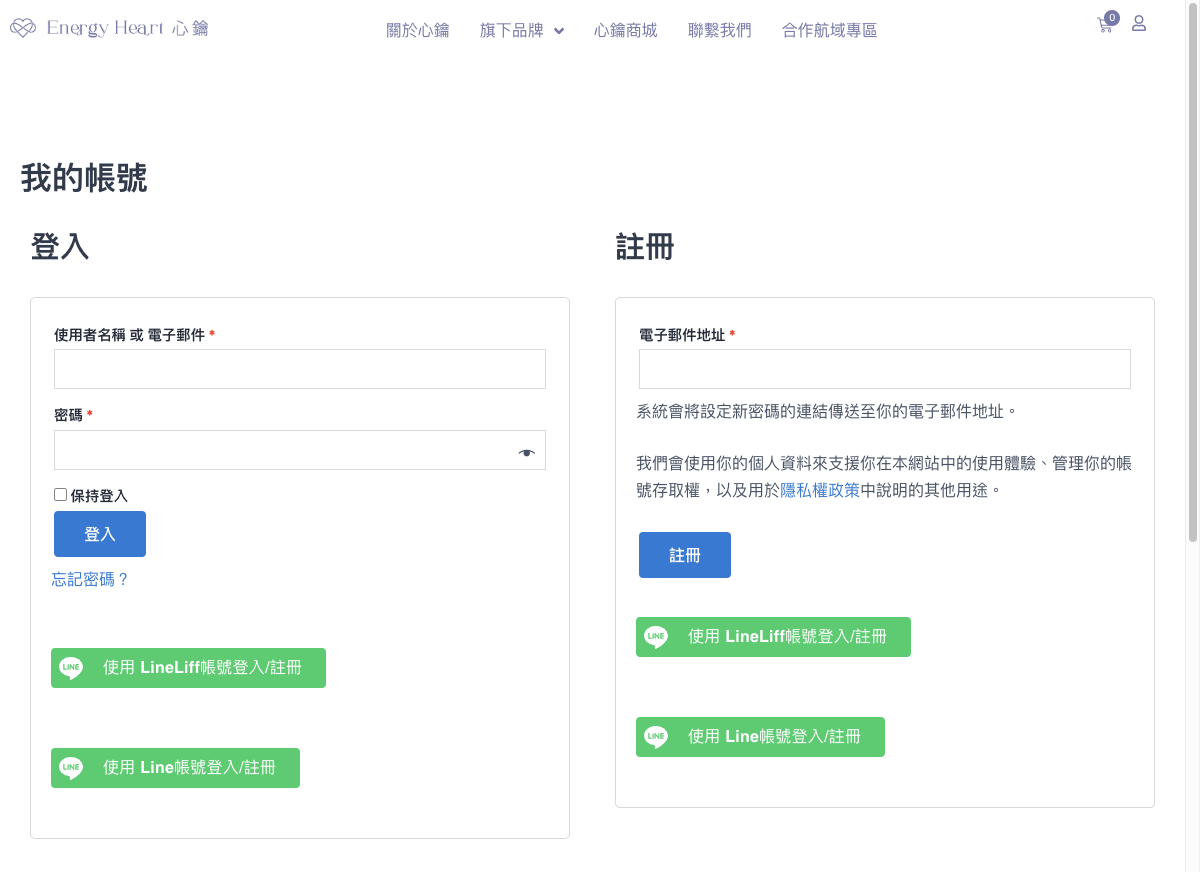 Energy Heart 心鑰
關於心鑰
旗下品牌
心鑰商城
聯繫我們
合作航域專區
0
我的帳號
登入
使用者名稱 或 電子郵件 *
密碼 *
保持登入
登入
忘記密碼？
LINE 使用 LineLiff帳號登入/註冊
LINE 使用 Line帳號登入/註冊
註冊
電子郵件地址 *
系統會將設定新密碼的連結傳送至你的電子郵件地址。
我們會使用你的個人資料來支援你在本網站中的使用體驗、管理你的帳
號存取權，以及用於隱私權政策中說明的其他用途。
註冊
LINE 使用 LineLiff帳號登入/註冊
LINE 使用 Line帳號登入/註冊